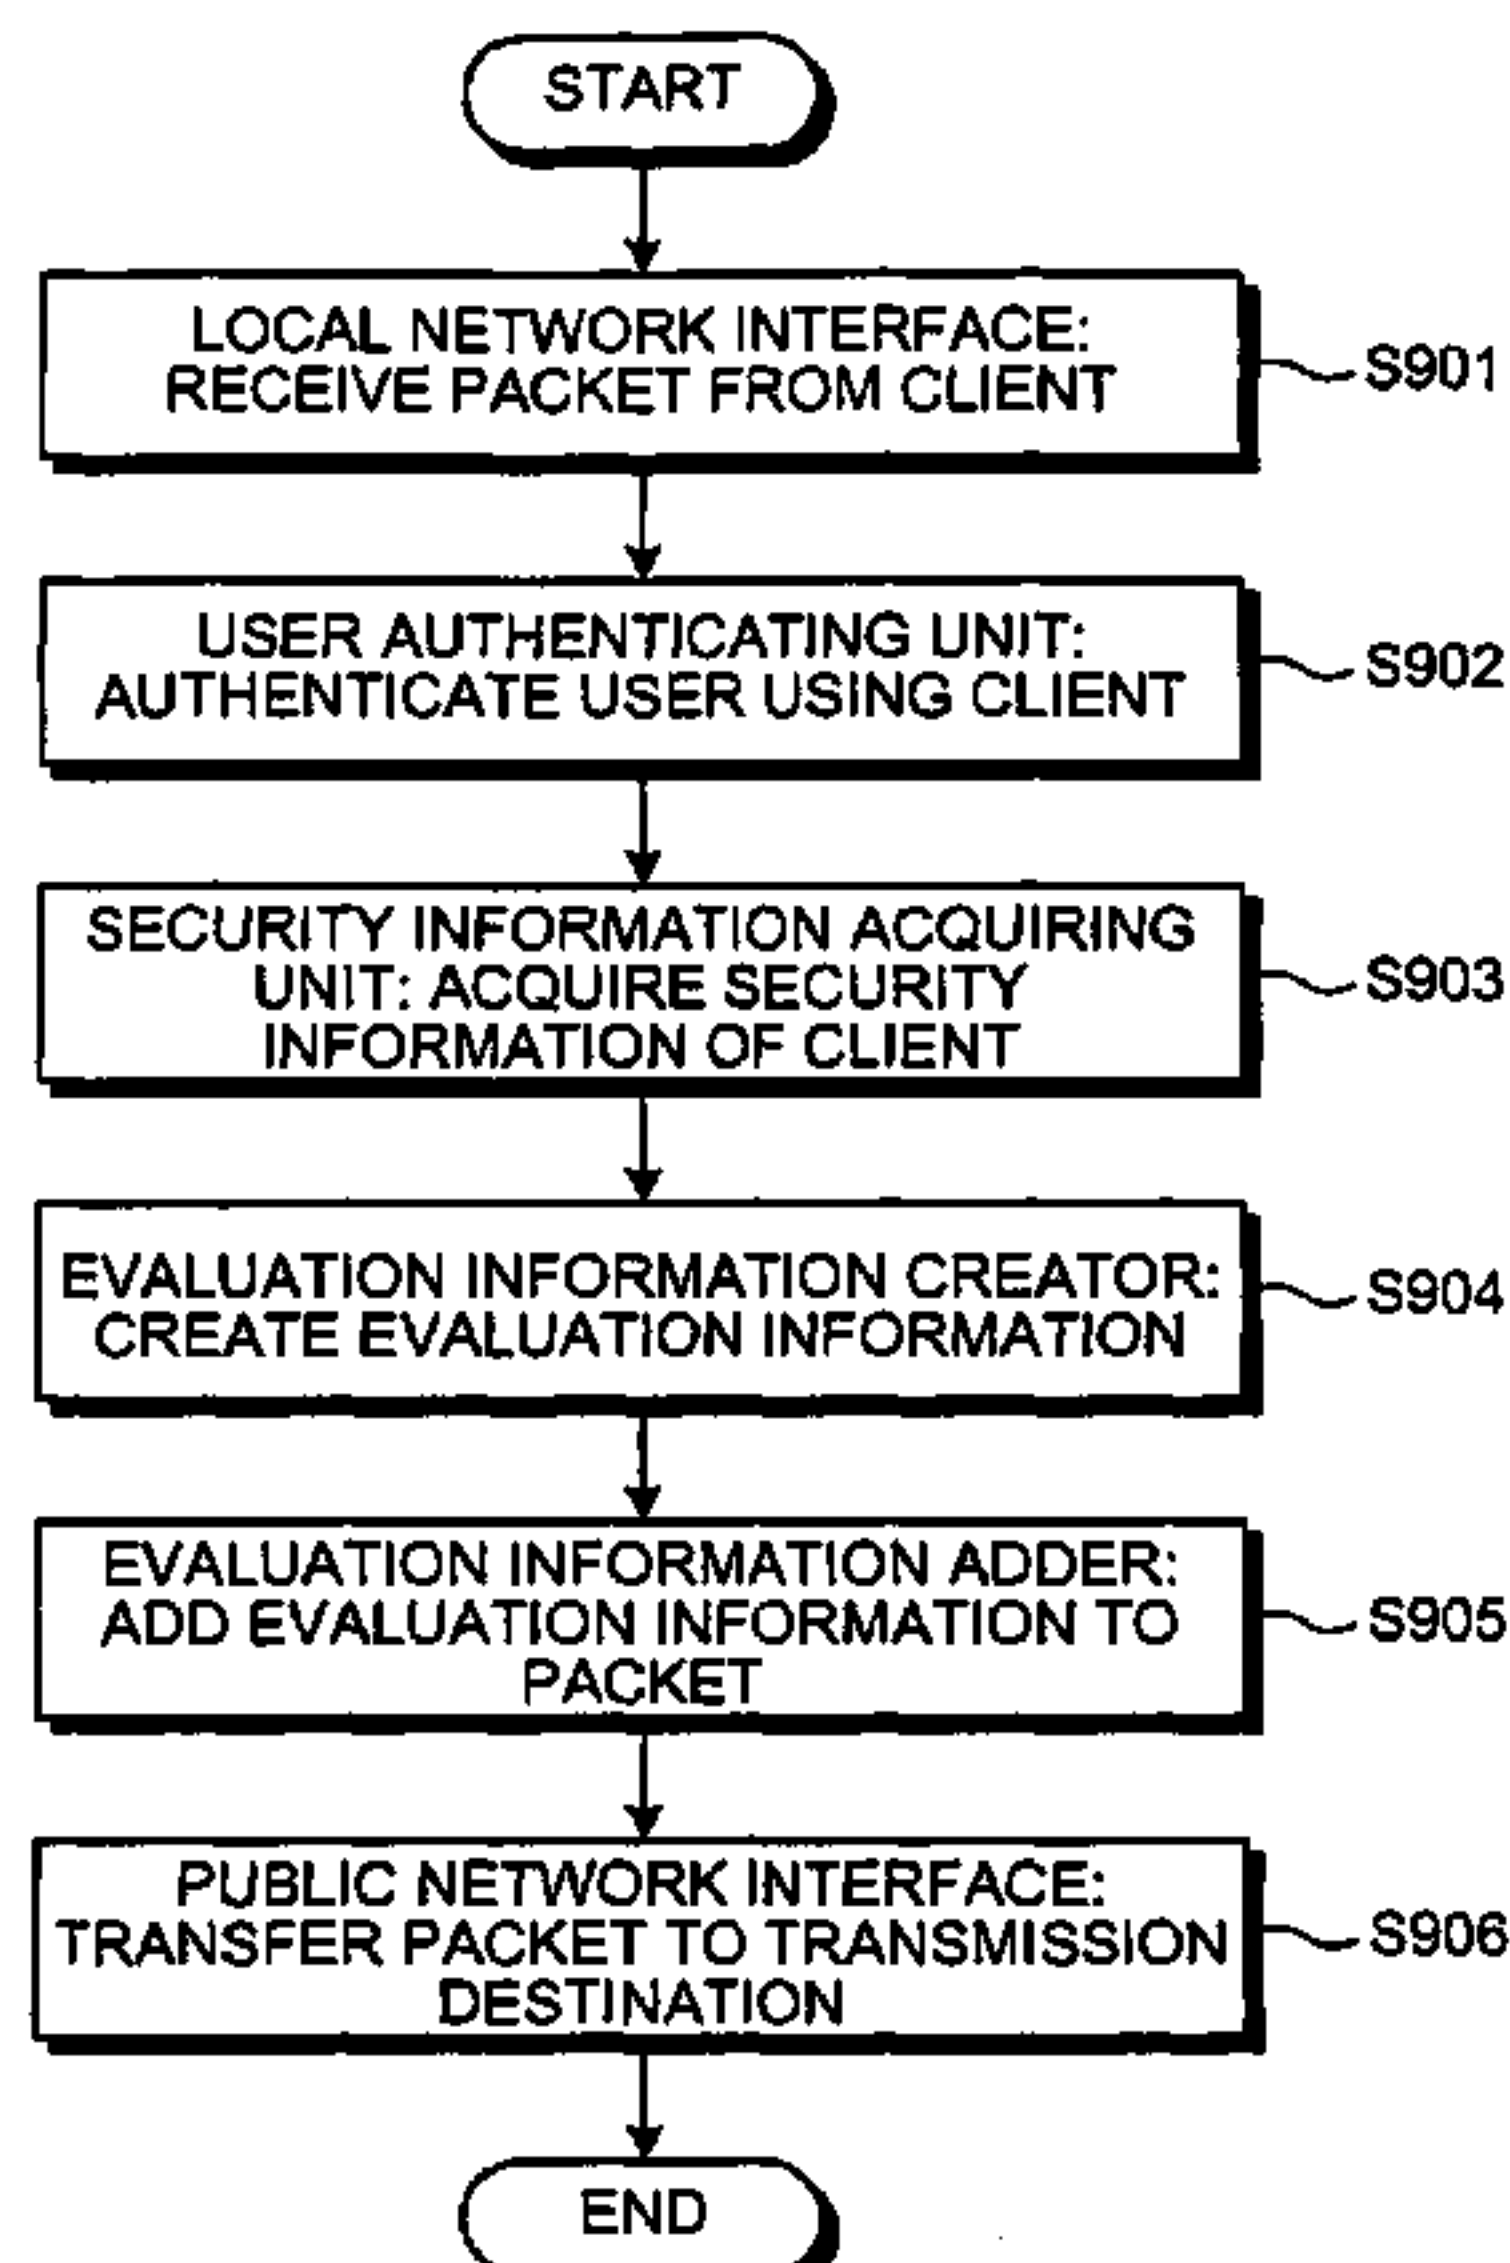 START
LOCAL NETWORK INTERFACE:
RECEIVE PACKET FROM CLIENT
S901
USER AUTHENTICATING UNIT:
AUTHENTICATE USER USING CLIENT
S902
SECURITY INFORMATION ACQUIRING
UNIT: ACQUIRE SECURITY
INFORMATION OF CLIENT
S903
EVALUATION INFORMATION CREATOR:
CREATE EVALUATION INFORMATION
S904
EVALUATION INFORMATION ADDER:
ADD EVALUATION INFORMATION TO
PACKET
S905
PUBLIC NETWORK INTERFACE:
TRANSFER PACKET TO TRANSMISSION
DESTINATION
S906
END